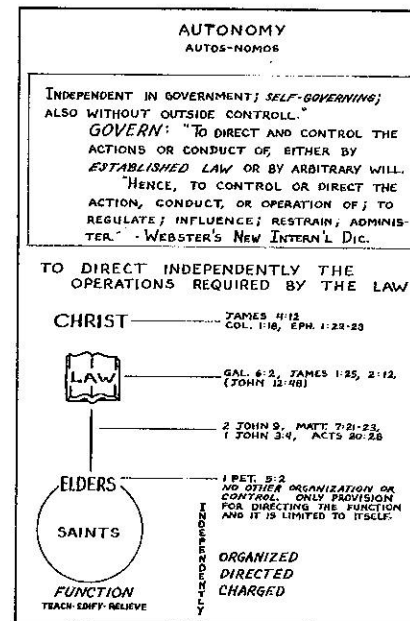 AUTONOMY
AUTOS-NOMOS
INDEPENDENT IN GOVERNMENT; SELF-GOVERNING;
ALSO WITHOUT OUTSIDE CONTROLL."
GOVERN: "TO DIRECT AND CONTROL THE
ACTIONS OR CONDUCT OF, EITHER BY
ESTABLISHED LAW OR BY ARBITRARY WILL.
"HENCE, TO CONTROL OR DIRECT THE
ACTION, CONDUCT, OR OPERATION OF; TO
REGULATE; INFLUENCE; RESTRAIN; ADMINIS-
TER." - WEBSTER'S NEW INTERN'L DIC.
TO DIRECT INDEPENDENTLY THE
OPERATIONS REQUIRED BY THE LAW
CHRIST
JAMES 4:12
COL. 1:18, EPH. 1:22-23
LAW
GAL. 6:2, JAMES 1:25, 2:12,
(JOHN 12:48)
2 JOHN 9, MATT. 7:21-23,
1 JOHN 3:4, ACTS 20:28
ELDERS
1 PET. 5:2
NO OTHER ORGANIZATION OR
CONTROL. ONLY PROVISION
FOR DIRECTING THE FUNCTION
AND IT IS LIMITED TO ITSELF.
SAINTS
INDEPENDENTLY
ORGANIZED
DIRECTED
CHARGED
FUNCTION
TEACH-EDIFY-RELIEVE